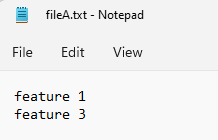 fileA.txt - Notepad
File Edit View
feature 1
feature 3